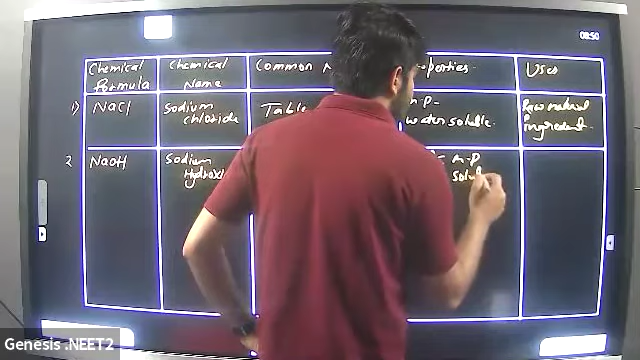 08:50
Chemical Formula
Chemical Name
Common
Uses
1) NaCl
Sodium chloride
Table
m.p-
water soluble.
Raw material
ingredient.
2 NaOH
Sodium
- m-p
Genesis .NEET2